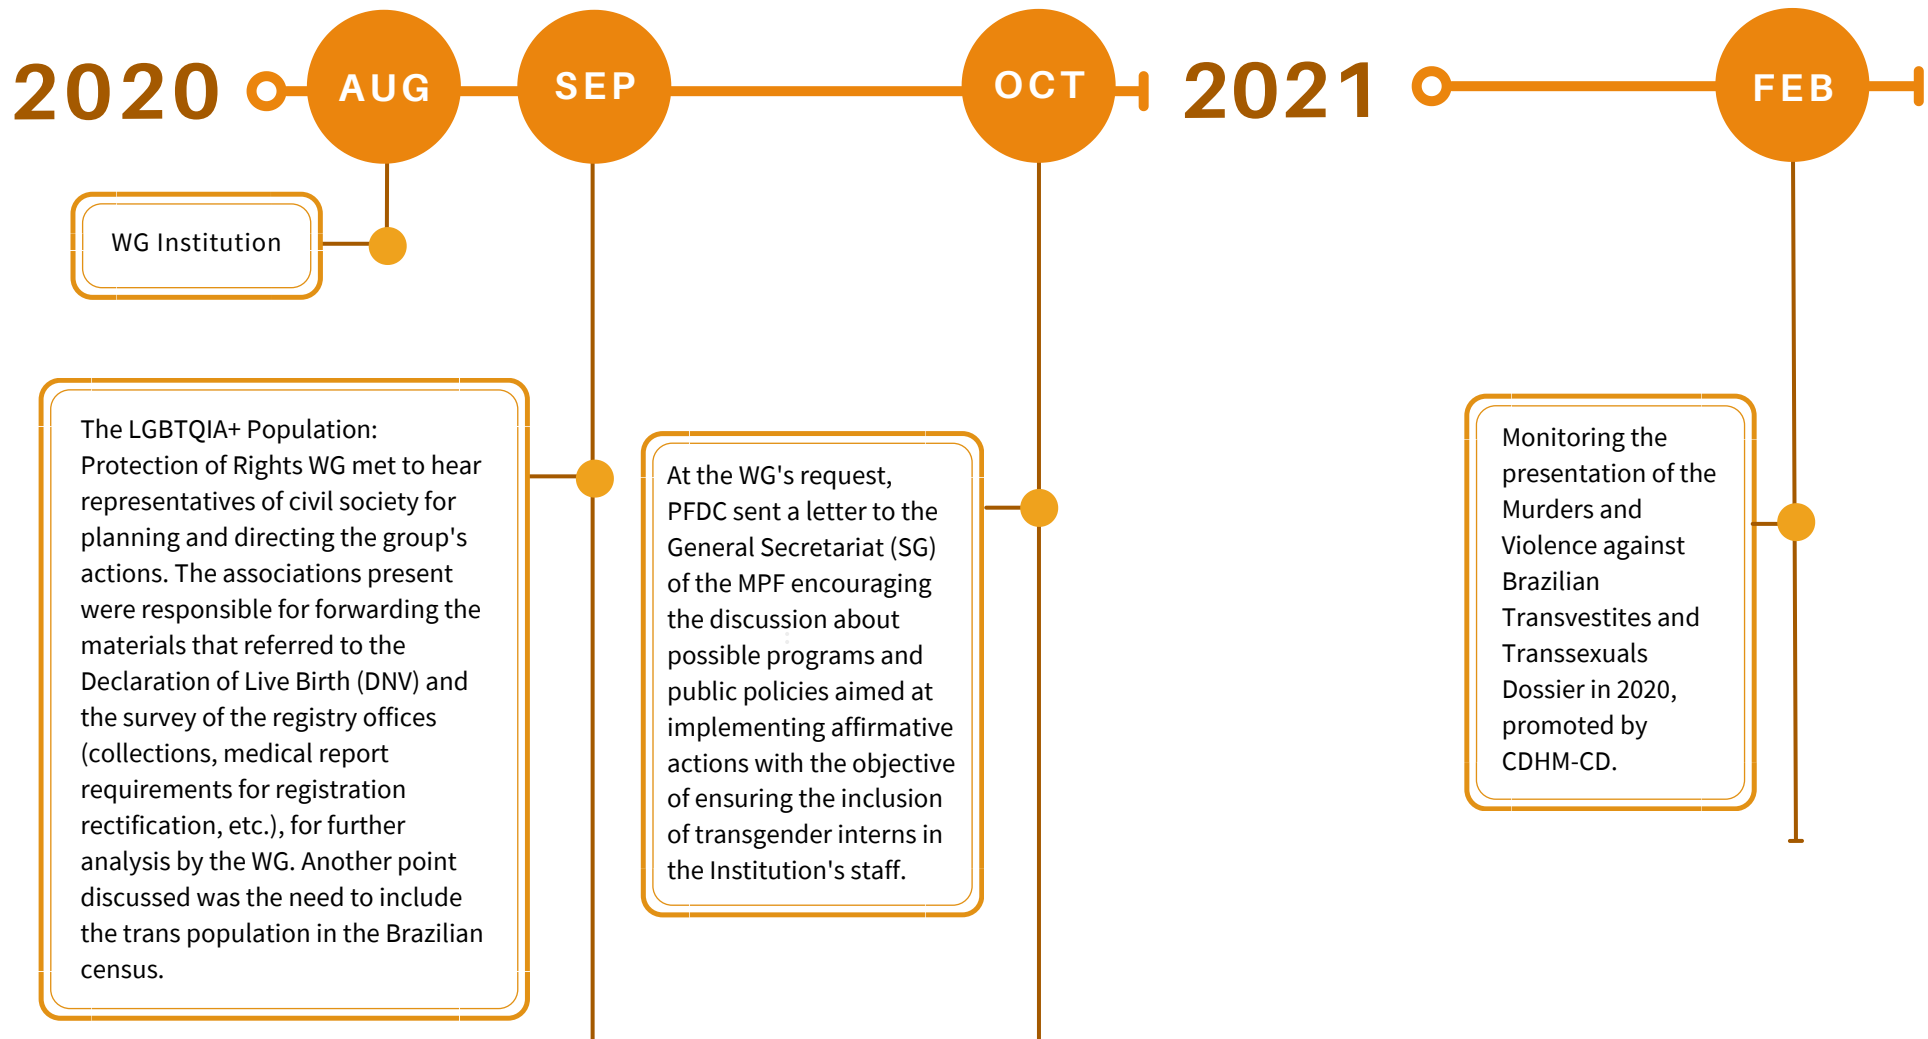 2020
AUG
SEP
OCT
2021
FEB
WG Institution
The LGBTQIA+ Population:
Protection of Rights WG met to hear
representatives of civil society for
planning and directing the group's
actions. The associations present
were responsible for forwarding the
materials that referred to the
Declaration of Live Birth (DNV) and
the survey of the registry offices
(collections, medical report
requirements for registration
rectification, etc.), for further
analysis by the WG. Another point
discussed was the need to include
the trans population in the Brazilian
census.
At the WG's request,
PFDC sent a letter to the
General Secretariat (SG)
of the MPF encouraging
the discussion about
possible programs and
public policies aimed at
implementing affirmative
actions with the objective
of ensuring the inclusion
of transgender interns in
the Institution's staff.
Monitoring the
presentation of the
Murders and
Violence against
Brazilian
Transvestites and
Transsexuals
Dossier in 2020,
promoted by
CDHM-CD.